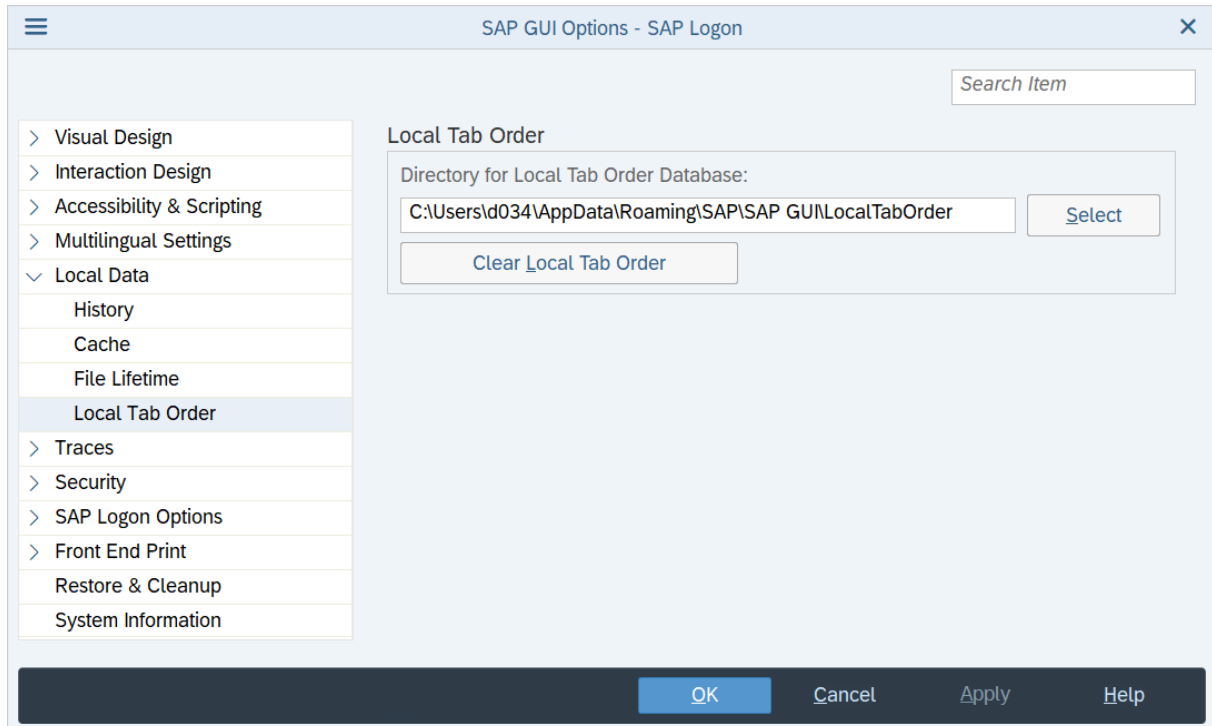 SAP GUI Options - SAP Logon
Search Item
Visual Design
Interaction Design
Accessibility & Scripting
Multilingual Settings
Local Data
History
Cache
File Lifetime
Local Tab Order
Traces
Security
SAP Logon Options
Front End Print
Restore & Cleanup
System Information
Local Tab Order
Directory for Local Tab Order Database:
C:\Users\d034\AppData\Roaming\SAP\SAP GUI\LocalTabOrder
Select
Clear Local Tab Order
OK Cancel Apply Help